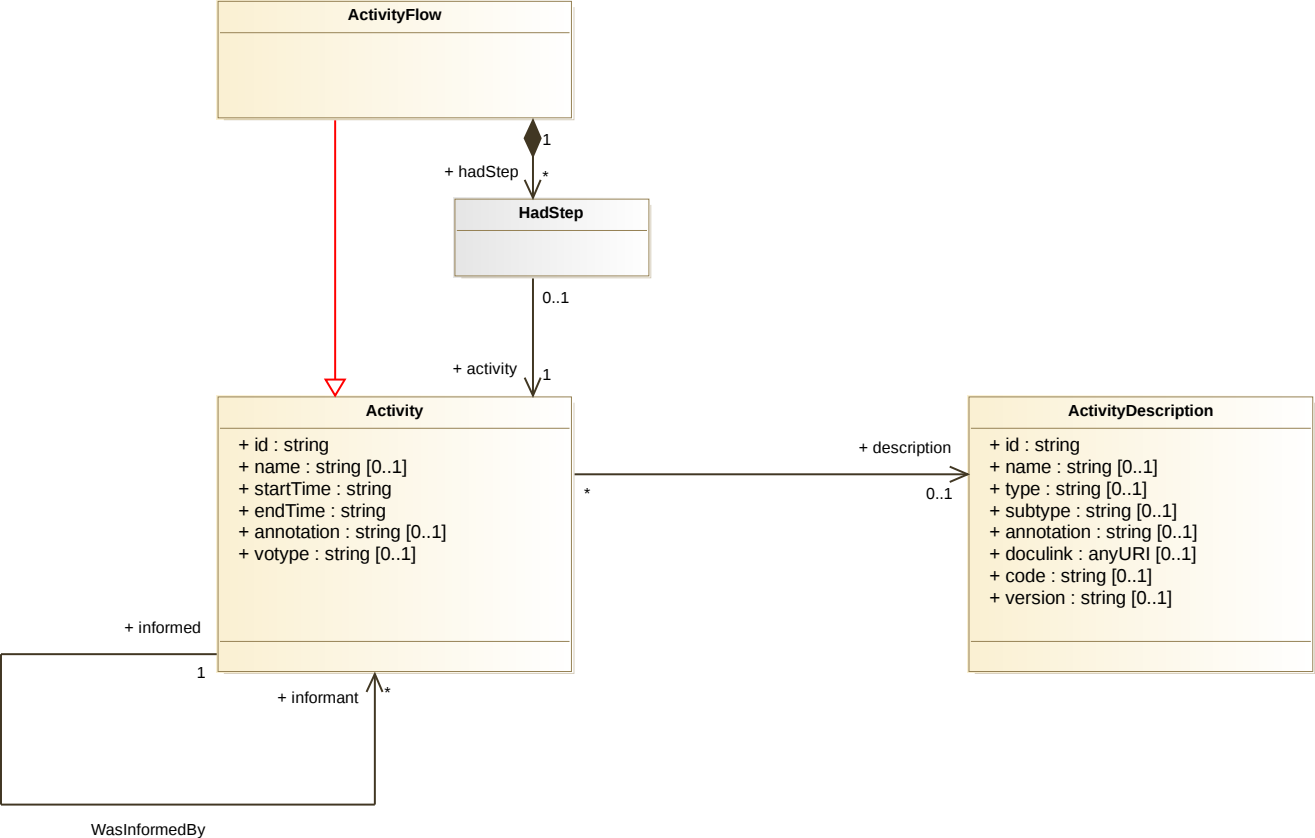 ActivityFlow
1
+ hadStep
*
HadStep
0..1
+ activity
1
Activity
+ id : string
+ name : string [0..1]
+ startTime : string
+ endTime : string
+ annotation : string [0..1]
+ votype : string [0..1]
+ description
*
0..1
ActivityDescription
+ id : string
+ name : string [0..1]
+ type : string [0..1]
+ subtype : string [0..1]
+ annotation : string [0..1]
+ doculink : anyURI [0..1]
+ code : string [0..1]
+ version : string [0..1]
+ informed
1
+ informant
*
WasInformedBy